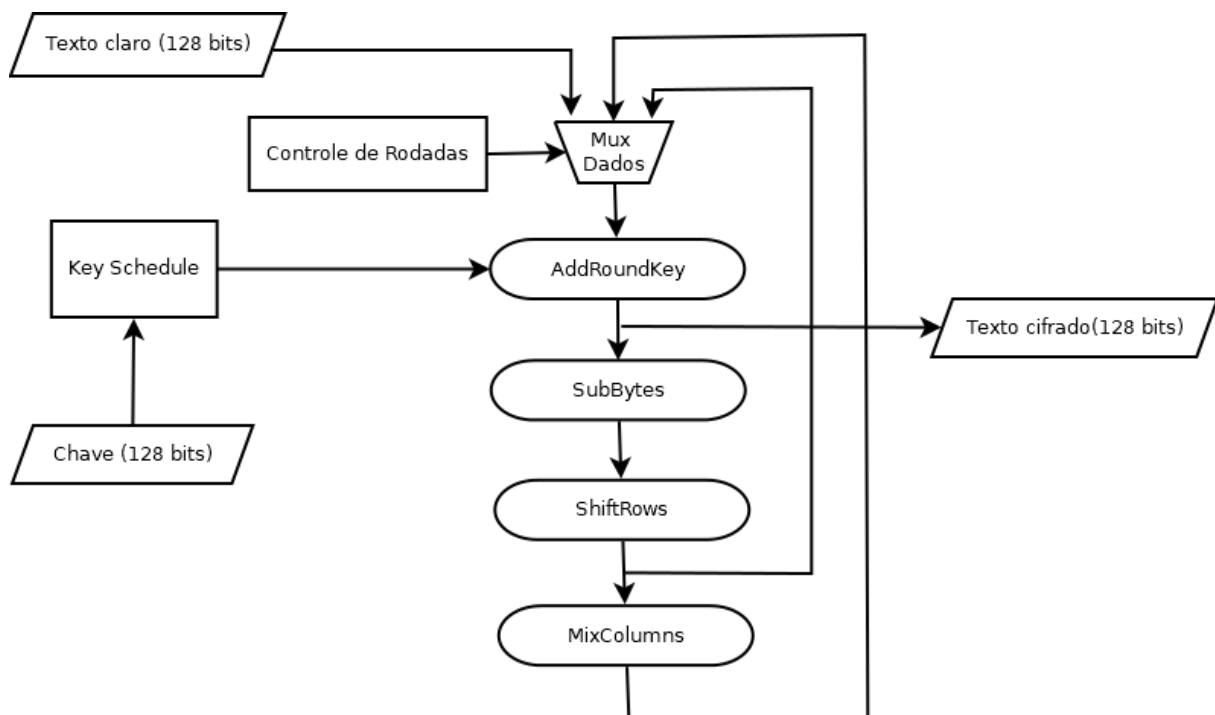 Texto claro (128 bits)
Mux
Dados
Controle de Rodadas
Key Schedule
AddRoundKey
Texto cifrado(128 bits)
SubBytes
Chave (128 bits)
ShiftRows
MixColumns